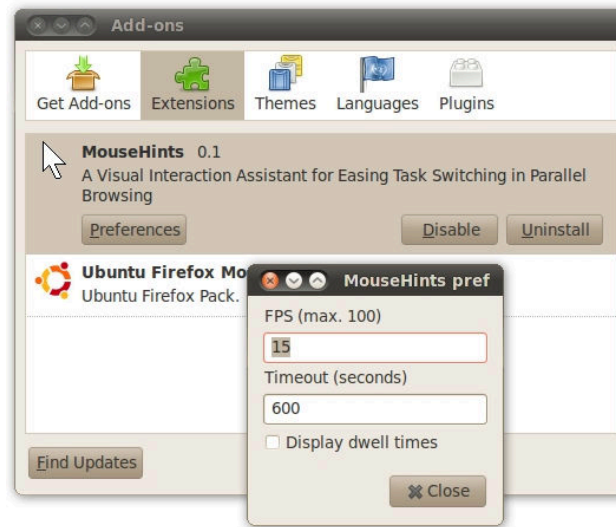 Add-ons
Get Add-ons Extensions Themes Languages Plugins
MouseHints 0.1
A Visual Interaction Assistant for Easing Task Switching in Parallel
Browsing
Preferences Disable Uninstall
Ubuntu Firefox Mo
Ubuntu Firefox Pack.
MouseHints pref
FPS (max. 100)
15
Timeout (seconds)
600
Display dwell times
Close
Find Updates